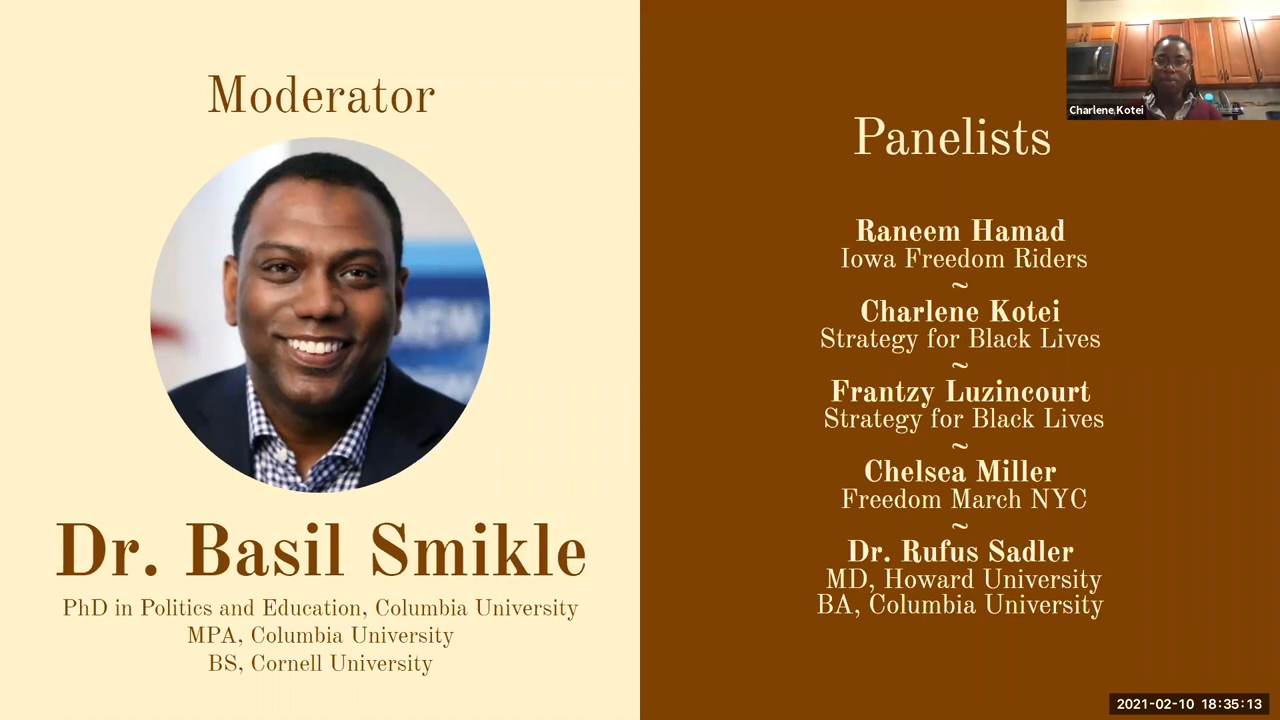 Moderator
NEW
Dr. Basil Smikle
PhD in Politics and Education, Columbia University
MPA, Columbia University
BS, Cornell University
Charlene Kotei
Panelists
Raneem Hamad
Iowa Freedom Riders
~
Charlene Kotei
Strategy for Black Lives
~
Frantzy Luzincourt
Strategy for Black Lives
~
Chelsea Miller
Freedom March NYC
~
Dr. Rufus Sadler
MD, Howard University
BA, Columbia University
2021-02-10 18:35:13